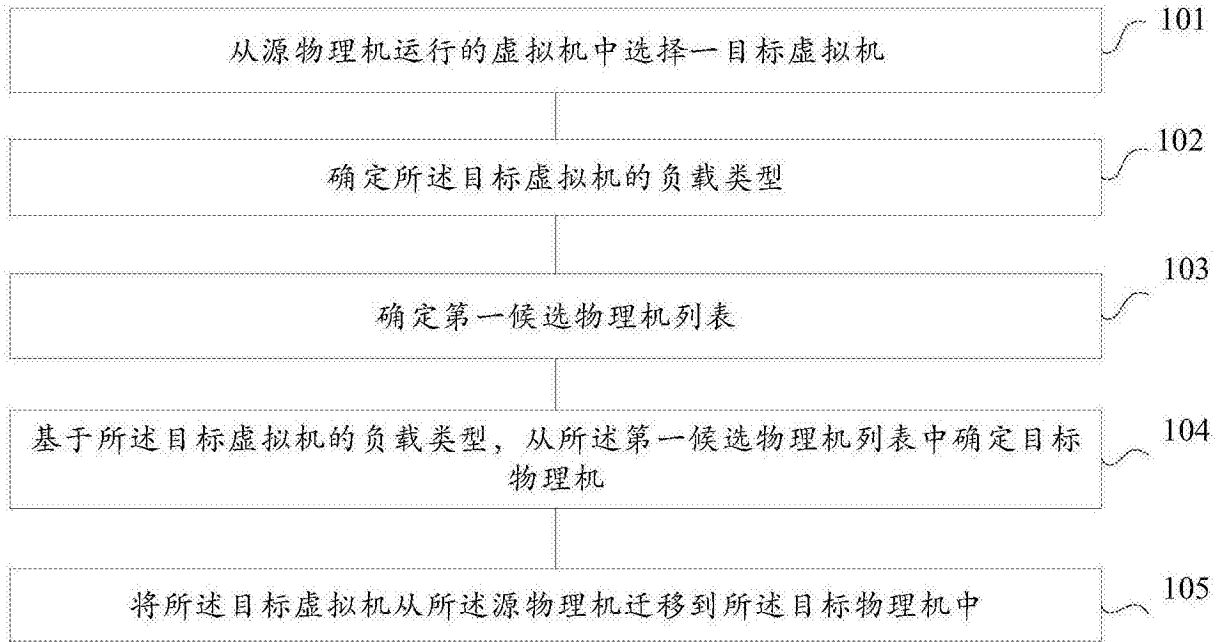 101
从源物理机运行的虚拟机中选择一目标虚拟机
102
确定所述目标虚拟机的负载类型
103
确定第一候选物理机列表
104
基于所述目标虚拟机的负载类型，从所述第一候选物理机列表中确定目标
物理机
105
将所述目标虚拟机从所述源物理机迁移到所述目标物理机中